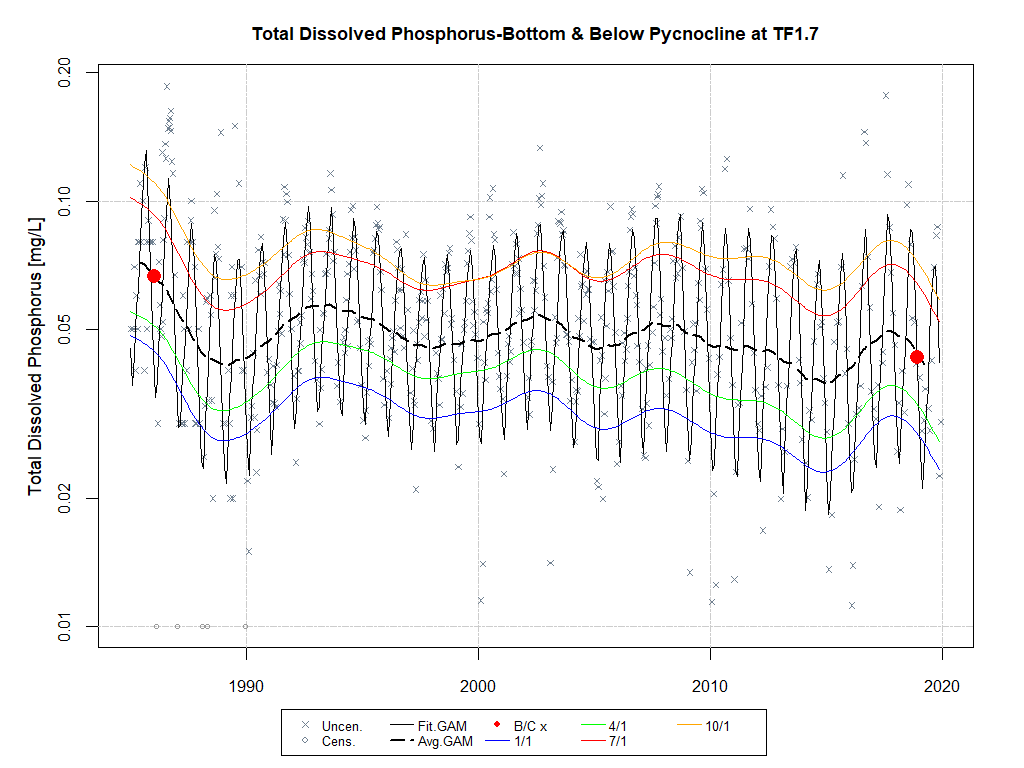 Total Dissolved Phosphorus-Bottom & Below Pycnocline at TF1.7
Total Dissolved Phosphorus [mg/L]
0.20
0.10
0.05
0.02
0.01
1990 2000 2010 2020
Uncen. Fit.GAM B/C x 4/1 10/1
Cens. Avg.GAM 1/1 7/1